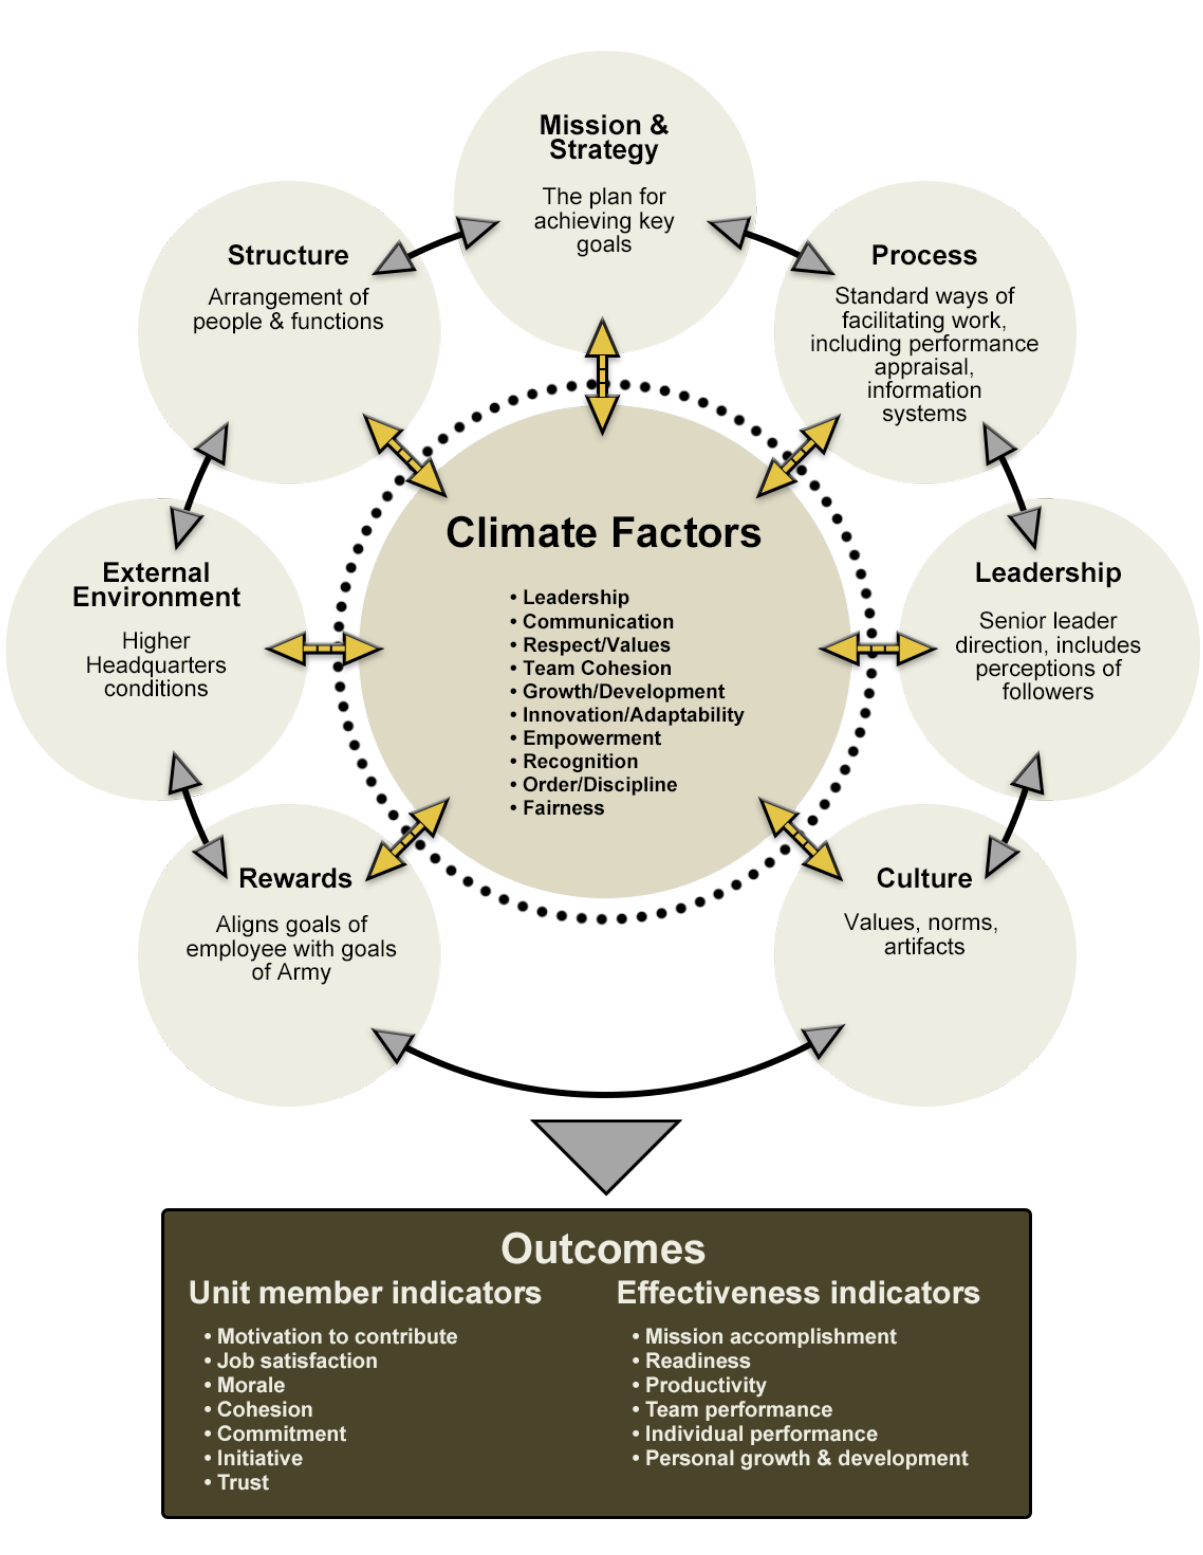 Mission &
Strategy
The plan for
achieving key
goals
Structure
Arrangement of
people & functions
Process
Standard ways of
facilitating work,
including performance
appraisal,
information
systems
External
Environment
Higher
Headquarters
conditions
Climate Factors
• Leadership
• Communication
• Respect/Values
• Team Cohesion
• Growth/Development
• Innovation/Adaptability
• Empowerment
• Recognition
• Order/Discipline
• Fairness
Leadership
Senior leader
direction, includes
perceptions of
followers
Rewards
Aligns goals of
employee with goals
of Army
Culture
Values, norms,
artifacts
Outcomes
Unit member indicators
• Motivation to contribute
• Job satisfaction
• Morale
• Cohesion
• Commitment
• Initiative
• Trust
Effectiveness indicators
• Mission accomplishment
• Readiness
• Productivity
• Team performance
• Individual performance
• Personal growth & development